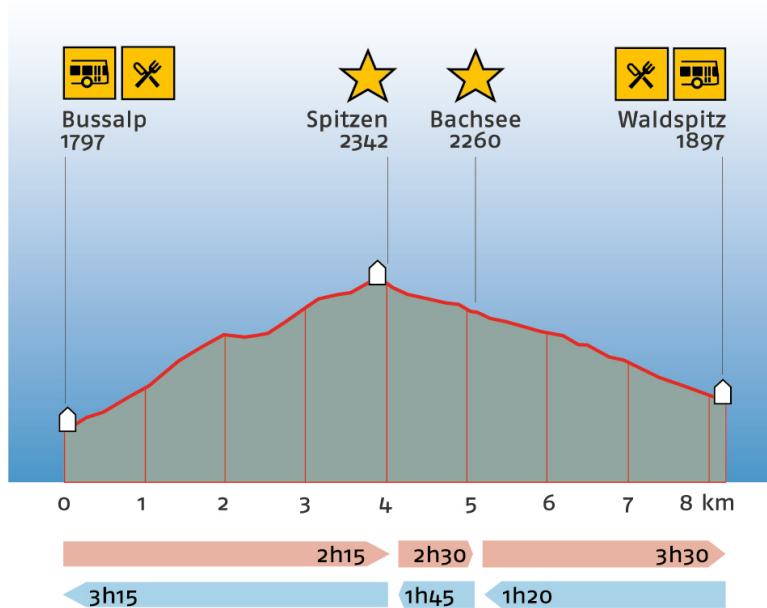 Bussalp
1797
Spitzen
2342
Bachsee
2260
Waldspitz
1897
0 1 2 3 4 5 6 7 8 km
2h15 2h30 3h30
3h15 1h45 1h20